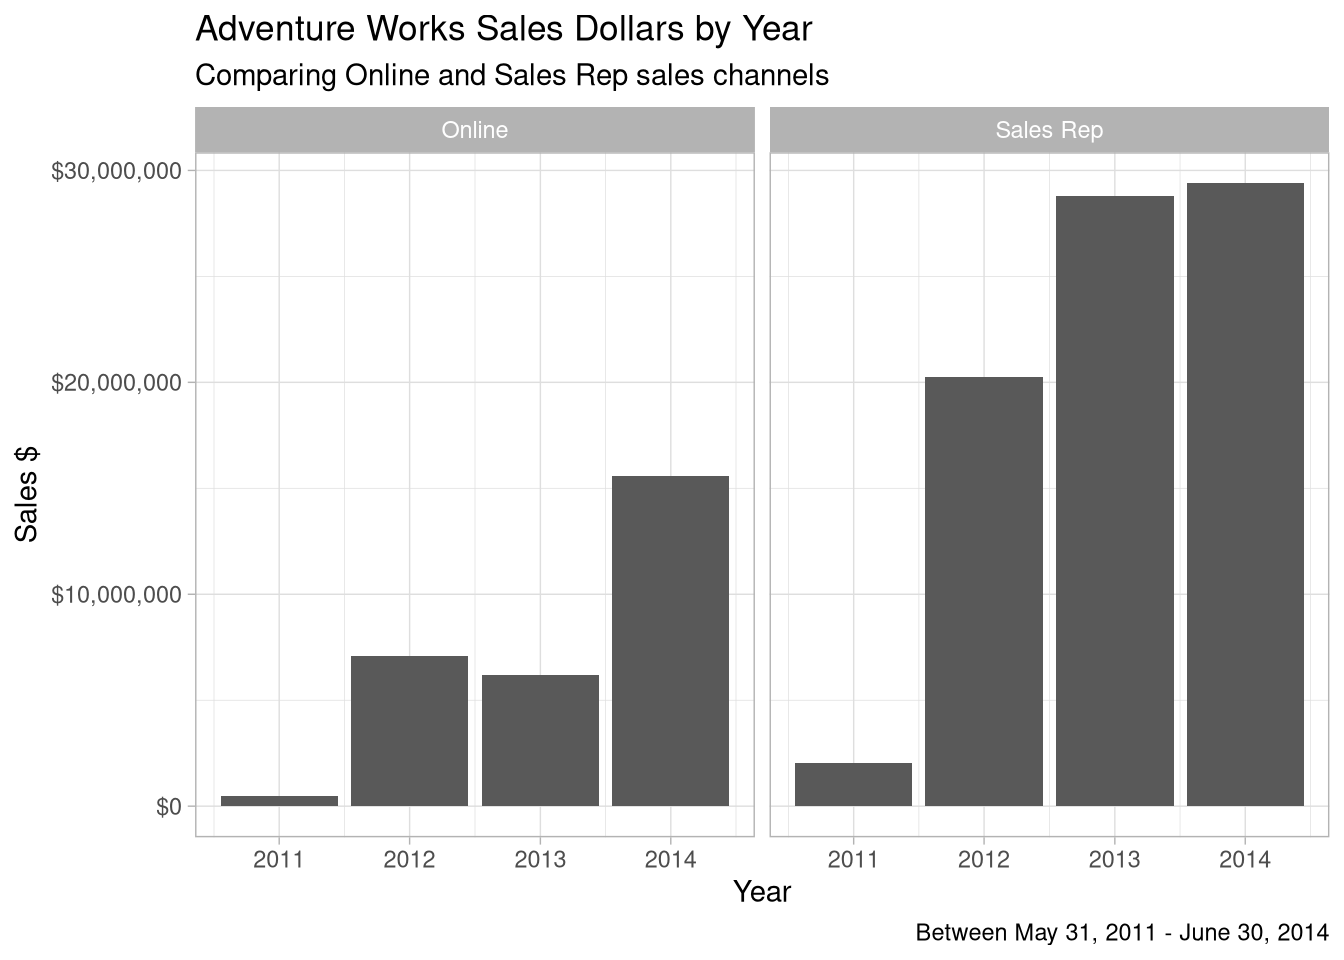 Adventure Works Sales Dollars by Year
Comparing Online and Sales Rep sales channels
Online
Sales Rep
$30,000,000
$20,000,000
$10,000,000
$0
Sales $
2011 2012 2013 2014
2011 2012 2013 2014
Year
Between May 31, 2011 - June 30, 2014